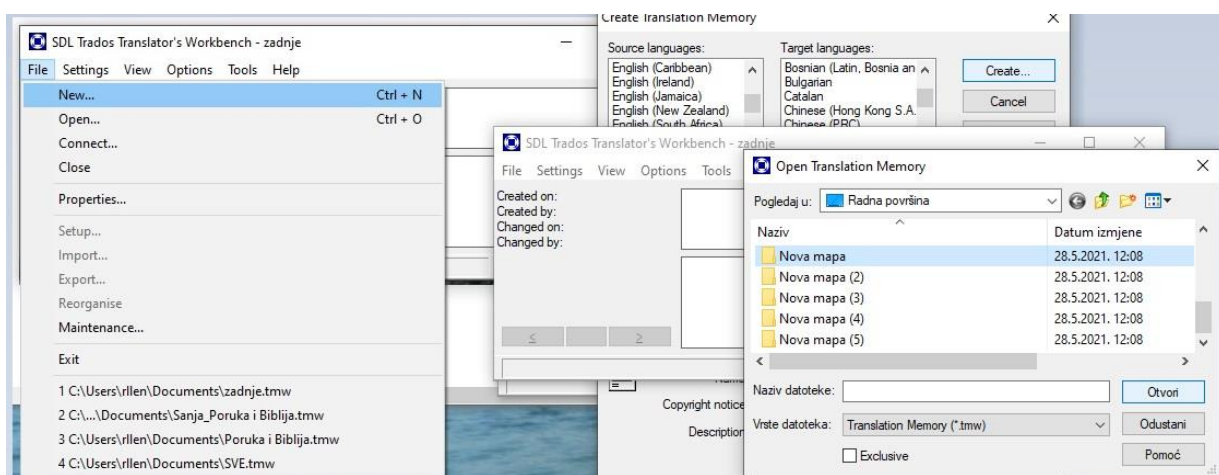 SDL Trados Translator's Workbench - zadnje
File Settings View Options Tools Help
New... Ctrl + N
Open... Ctrl + O
Connect...
Close
Properties...
Setup...
Import...
Export...
Reorganise
Maintenance...
Exit
1 C:\Users\rllen\Documents\zadnje.tmw
2 C:\...\Documents\Sanja_Poruka i Biblija.tmw
3 C:\Users\rllen\Documents\Poruka i Biblija.tmw
4 C:\Users\rllen\Documents\SVE.tmw
Create Translation Memory
Source languages: Target languages:
English (Caribbean) Bosnian (Latin, Bosnia an Create...
English (Ireland) Bulgarian
English (Jamaica) Catalan Cancel
English (New Zealand) Chinese (Hong Kong S.A.
English (South Africa) Chinese (PRC)
SDL Trados Translator's Workbench - zadnje
File Settings View Options Tools
Created on:
Created by:
Changed on:
Changed by:
< >
Copyright notice
Description
Open Translation Memory
Pogledaj u: Radna površina
Naziv Datum izmjene
Nova mapa 28.5.2021. 12:08
Nova mapa (2) 28.5.2021. 12:08
Nova mapa (3) 28.5.2021. 12:08
Nova mapa (4) 28.5.2021. 12:08
Nova mapa (5) 28.5.2021. 12:08
Naziv datoteke: Otvori
Vrste datoteka: Translation Memory (*.tmw) Odustani
Exclusive Pomoć